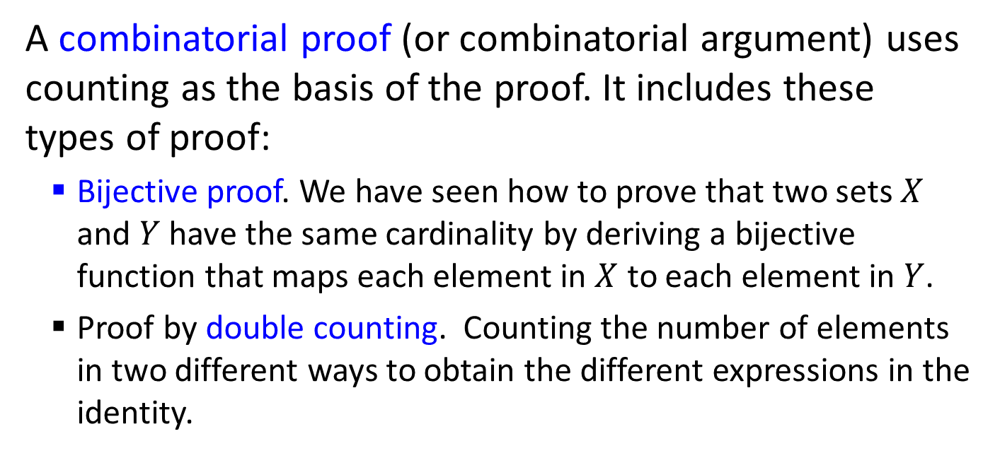 A combinatorial proof (or combinatorial argument) uses
counting as the basis of the proof. It includes these
types of proof:
▪ Bijective proof. We have seen how to prove that two sets X
and Y have the same cardinality by deriving a bijective
function that maps each element in X to each element in Y.
▪ Proof by double counting.  Counting the number of elements
in two different ways to obtain the different expressions in the
identity.